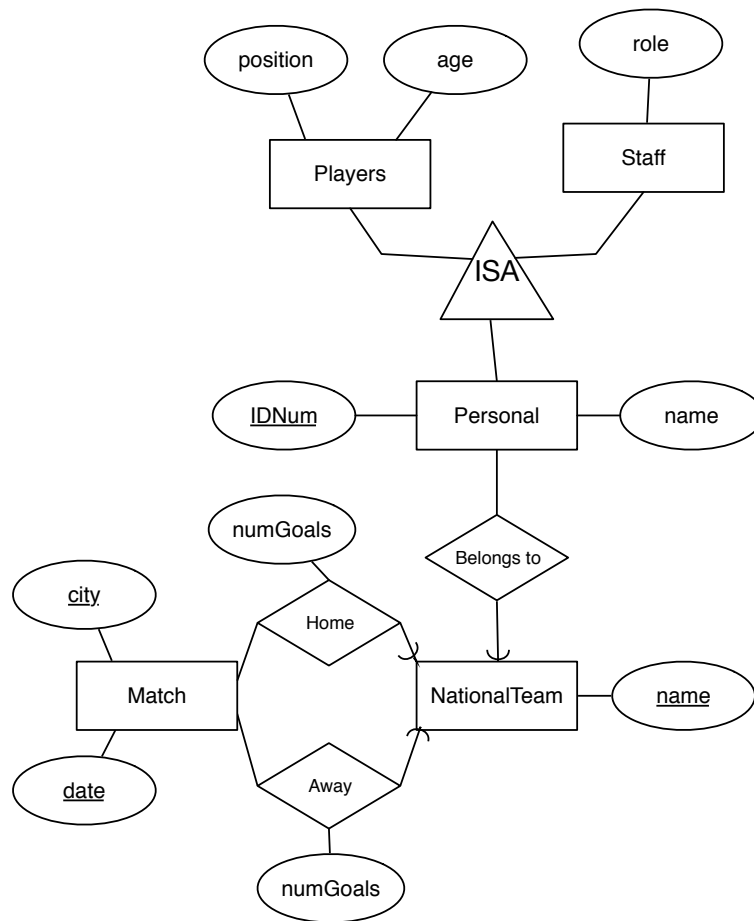 position
age
role
Players
Staff
ISA
IDNum
Personal
name
numGoals
Belongs to
city
Home
Match
NationalTeam
name
date
Away
numGoals